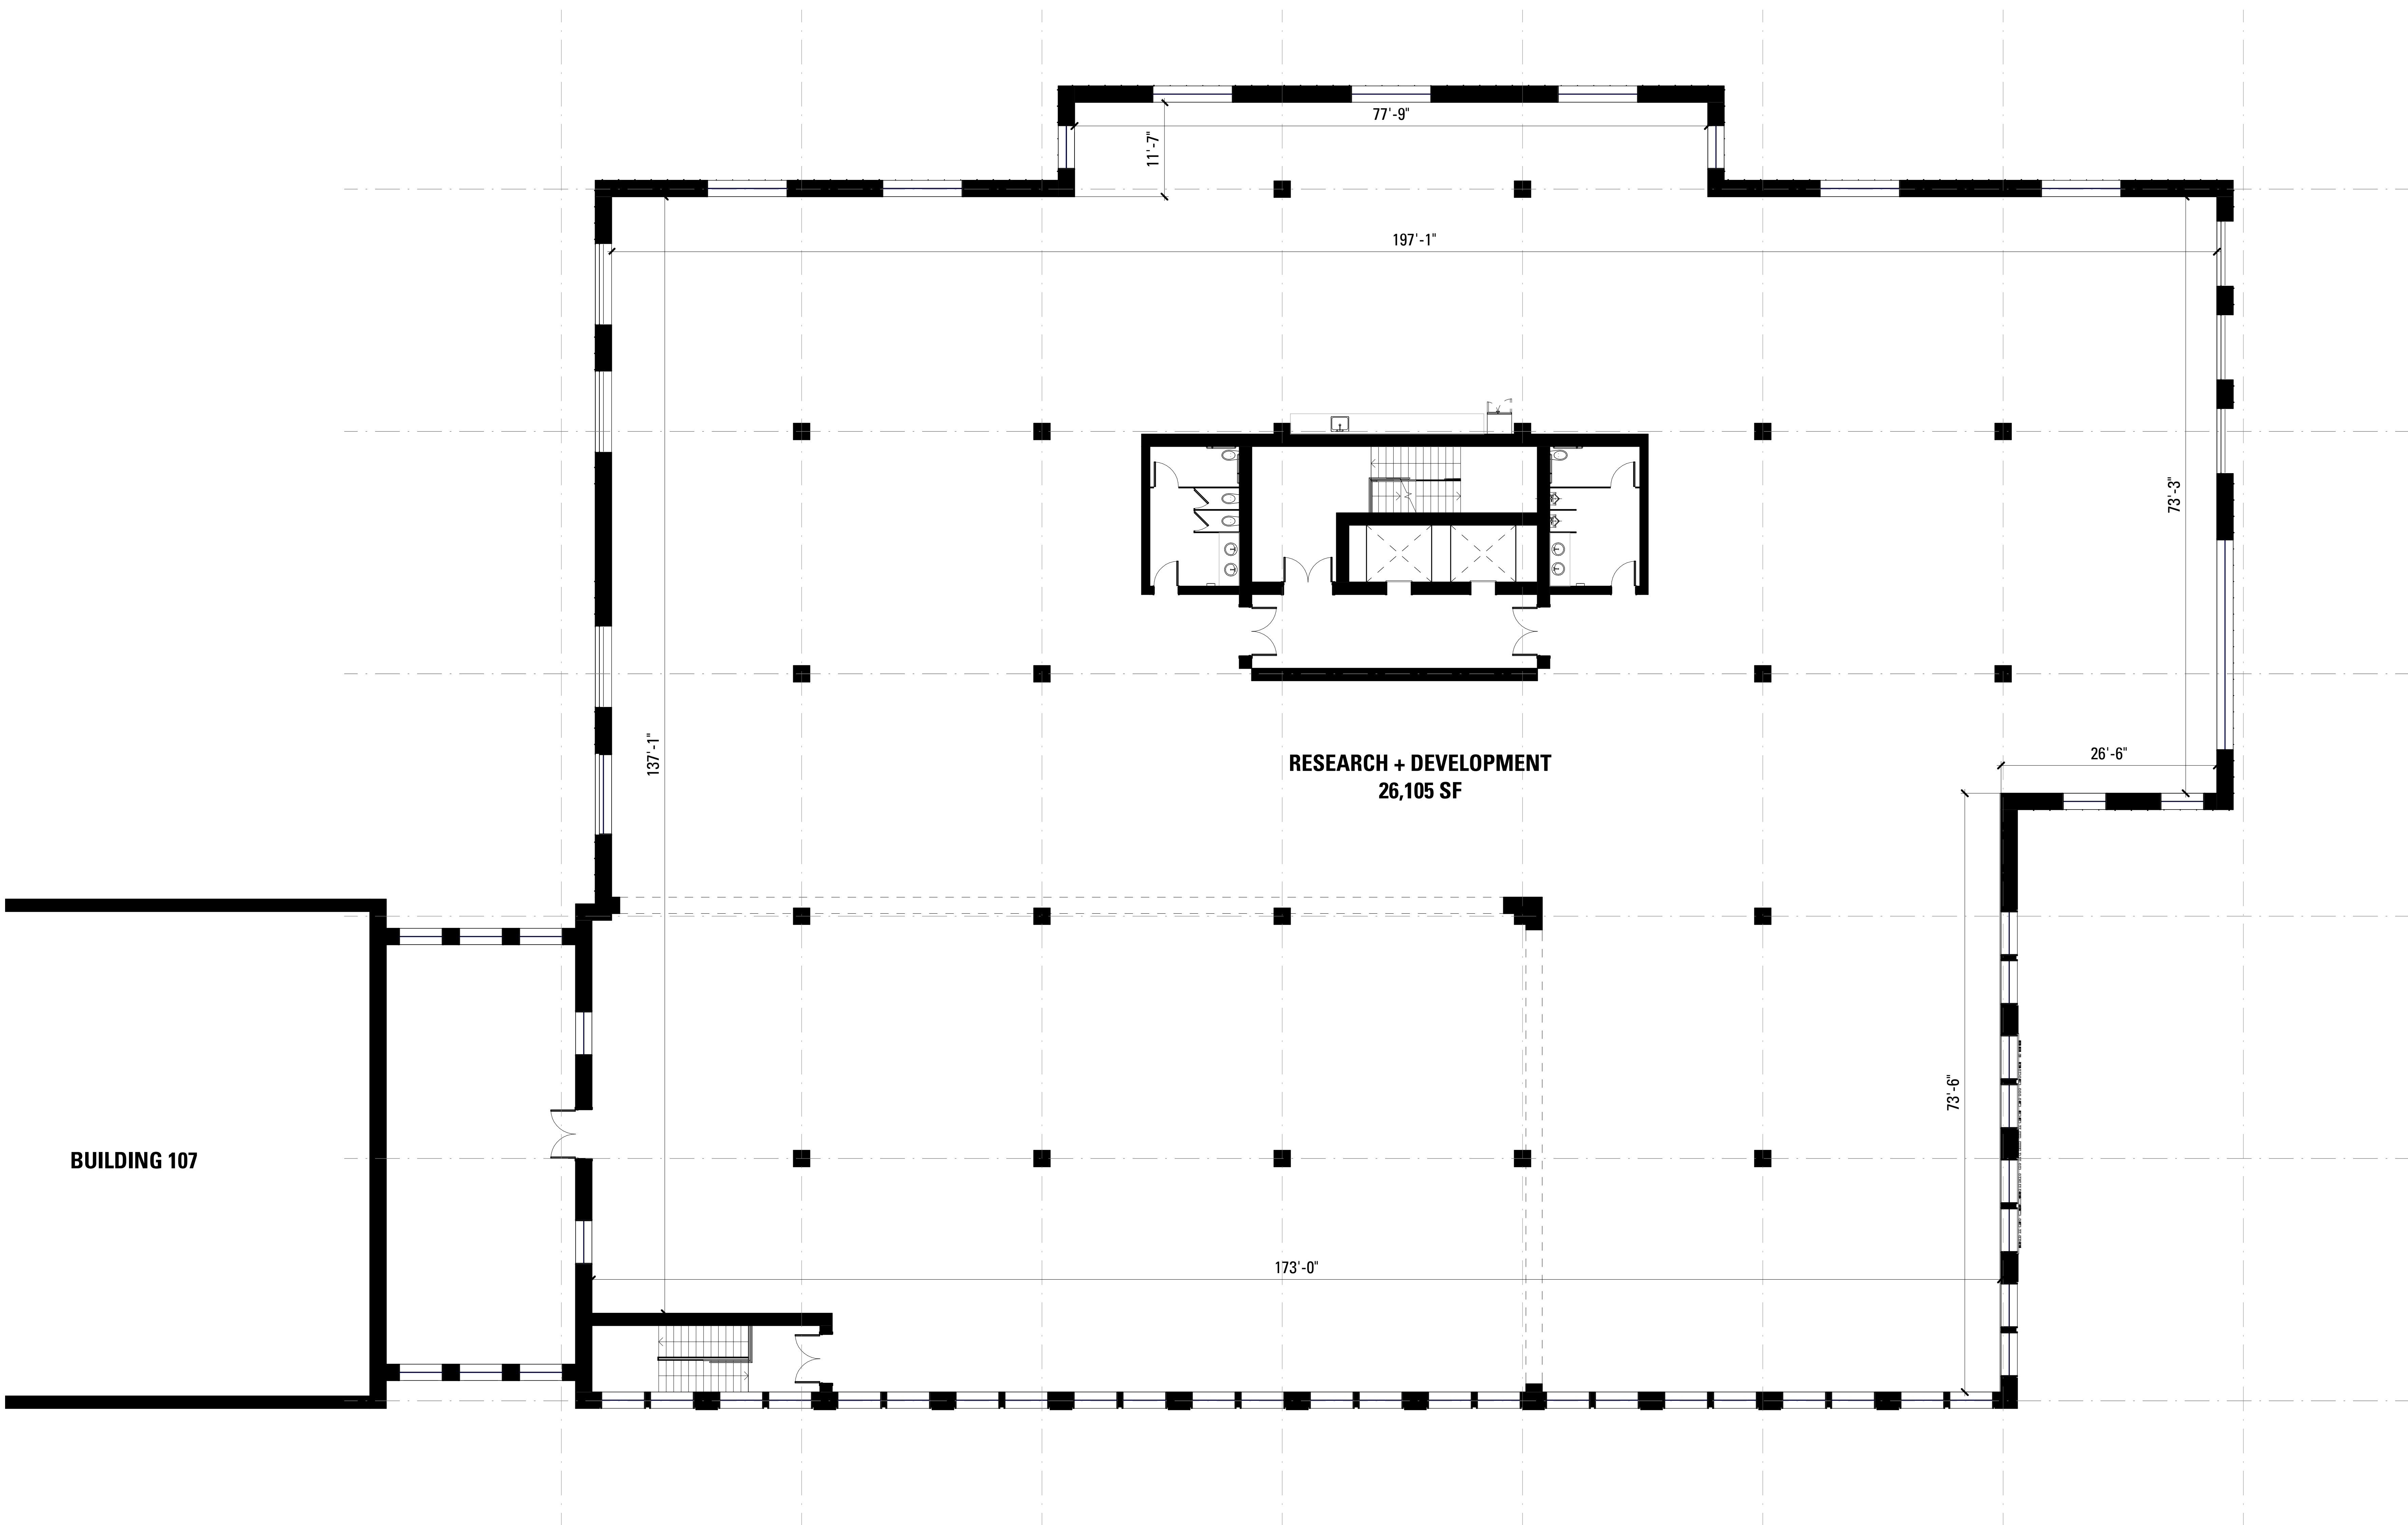 77'-9"
11'-7"
197'-1"
73'-3"
137'-1"
RESEARCH + DEVELOPMENT
26,105 SF
26'-6"
73'-6"
BUILDING 107
173'-0"